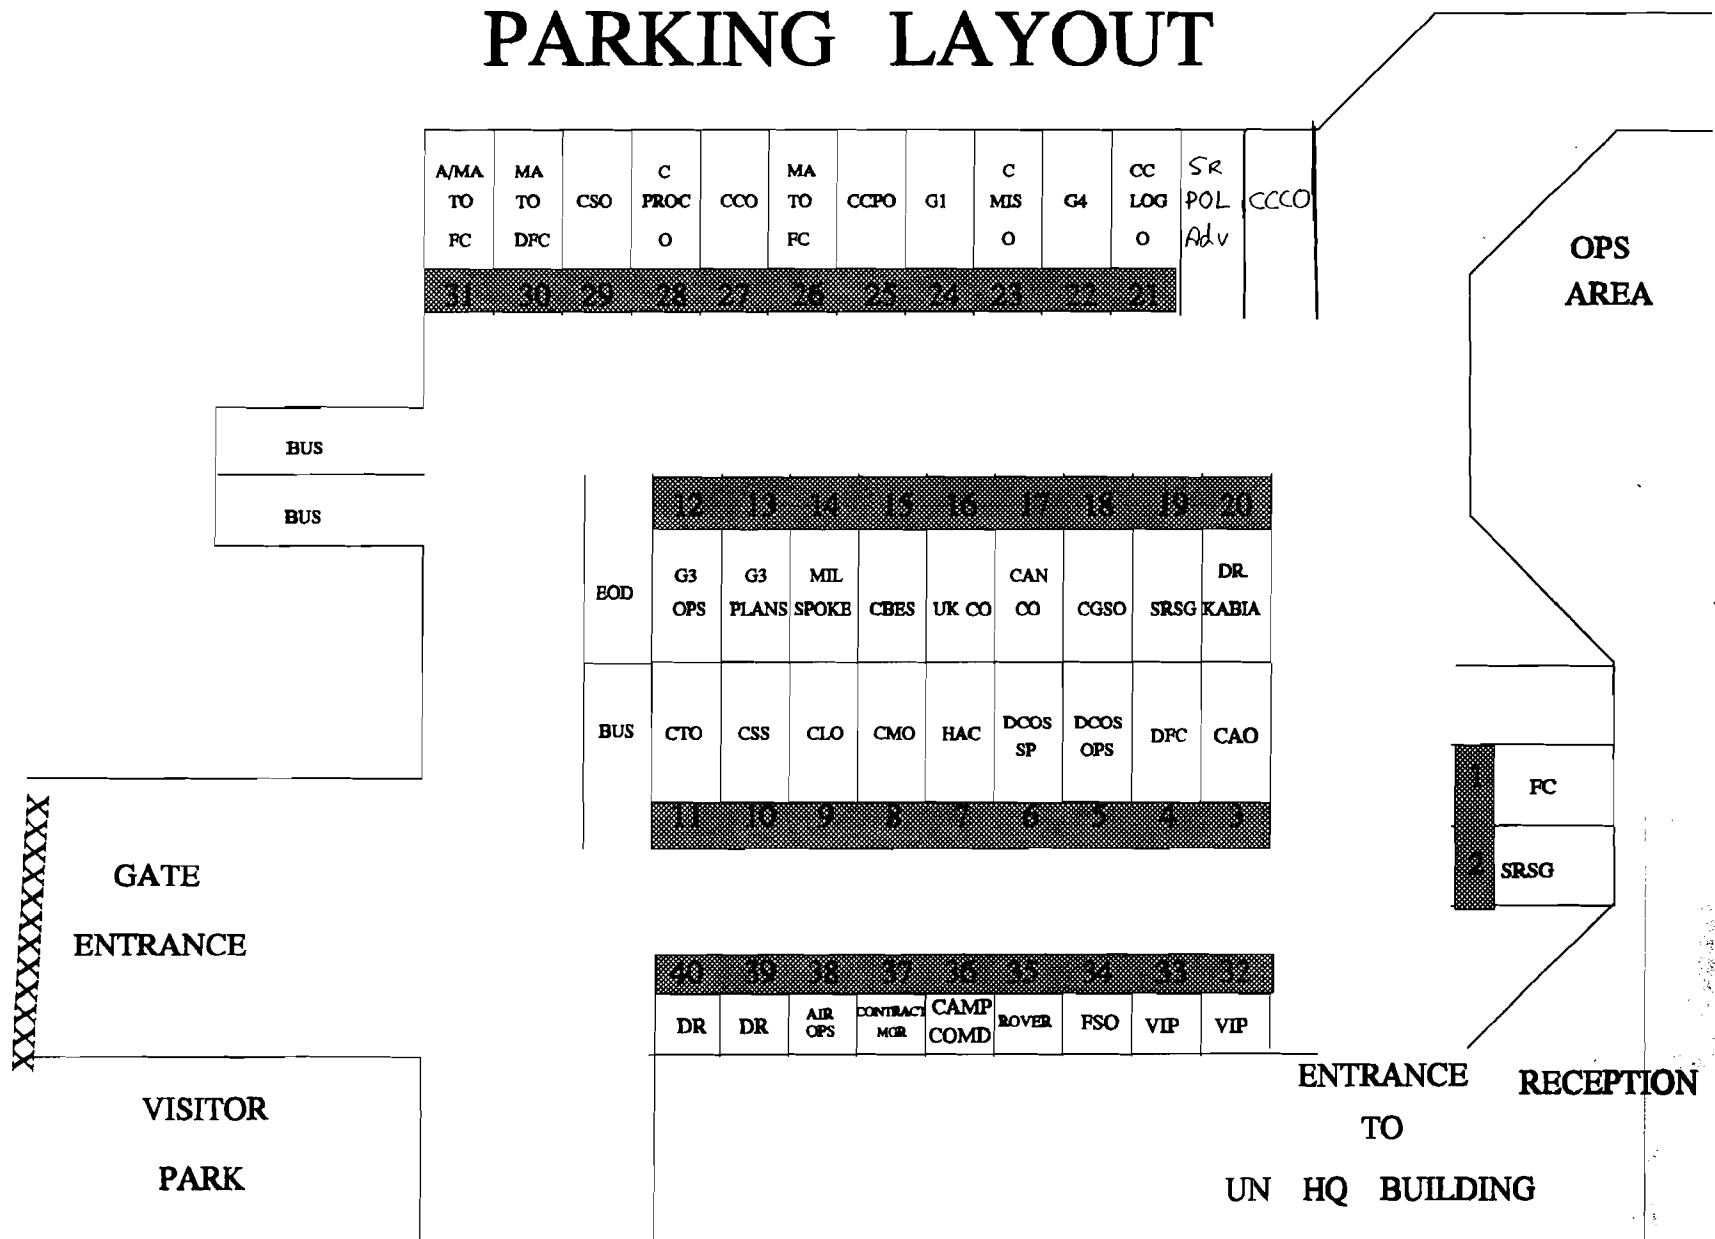 PARKING LAYOUT
A/MA TO FC
MA TO DFC
CSO
C PROC O
CCO
MA TO FC
CCPO
G1
C MIS O
G4
CC LOG O
SR POL Adv
CCCO
31 30 29 28 27 26 25 24 23 22 21
OPS
AREA
BUS
BUS
12 13 14 15 16 17 18 19 20
EOD
G3 OPS
G3 PLANS
MIL SPOKE
CBES
UK CO
CAN CO
CGSO
SRSG
DR. KABIA
BUS
CTO
CSS
CLO
CMO
HAC
DCOS SP
DCOS OPS
DFC
CAO
11 10 9 8 7 6 5 4 3
1 FC
2 SRSG
XXXXXXXXXXXXXXXX
GATE
ENTRANCE
40 39 38 37 36 35 34 33 32
DR
DR
AIR OPS
CONTRACT MGR
CAMP COMD
ROVER
FSO
VIP
VIP
VISITOR
PARK
ENTRANCE
TO
UN HQ BUILDING
RECEPTION